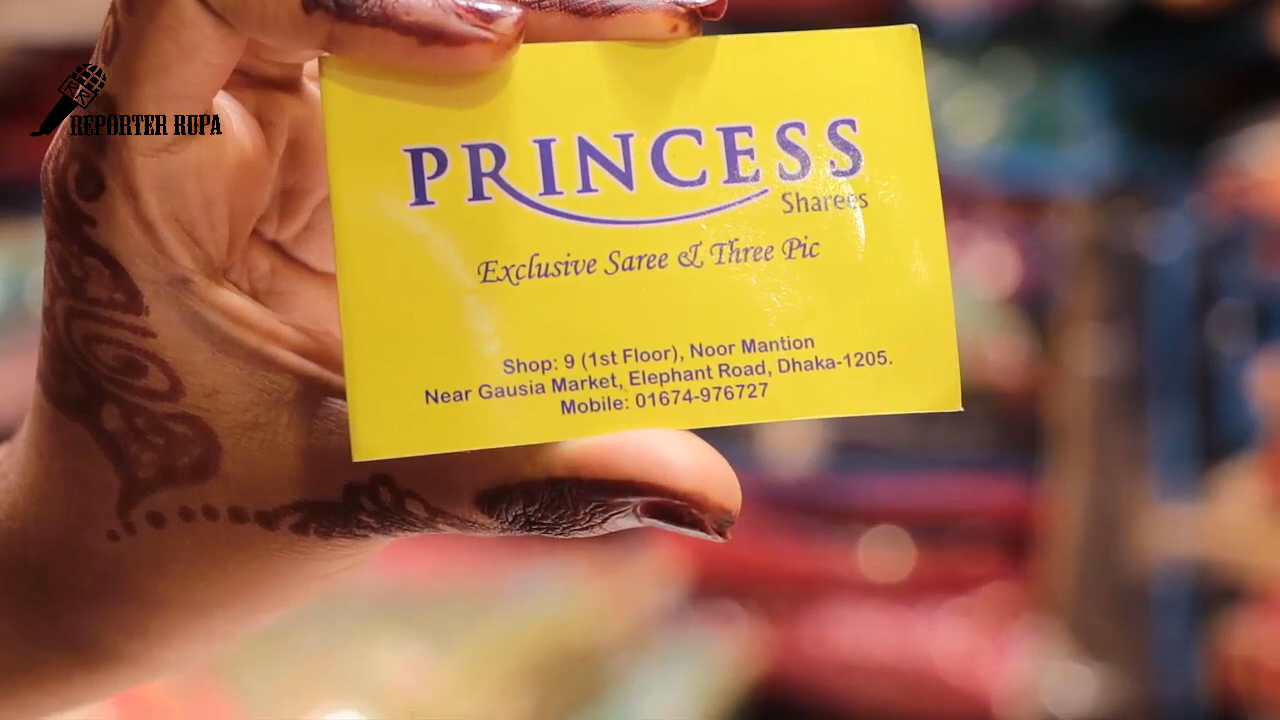 REPORTER RUPA
PRINCESS
Sharees
Exclusive Saree & Three Pic
Shop: 9 (1st Floor), Noor Mantion
Near Gausia Market, Elephant Road, Dhaka-1205.
Mobile: 01674-976727